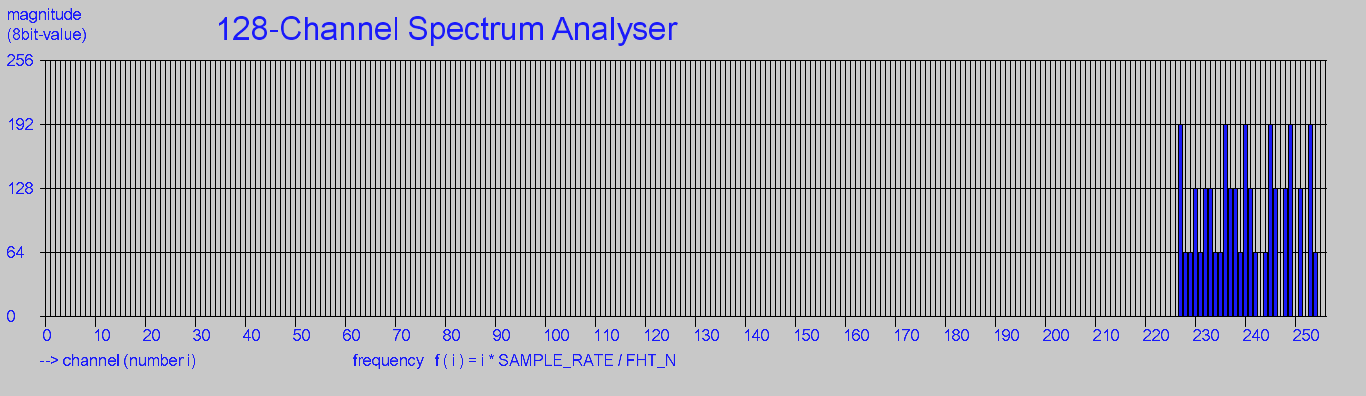 magnitude
(8bit-value)
128-Channel Spectrum Analyser
256
192
128
64
0
0 10 20 30 40 50 60 70 80 90 100 110 120 130 140 150 160 170 180 190 200 210 220 230 240 250
--> channel (number i) frequency f ( i ) = i * SAMPLE_RATE / FHT_N